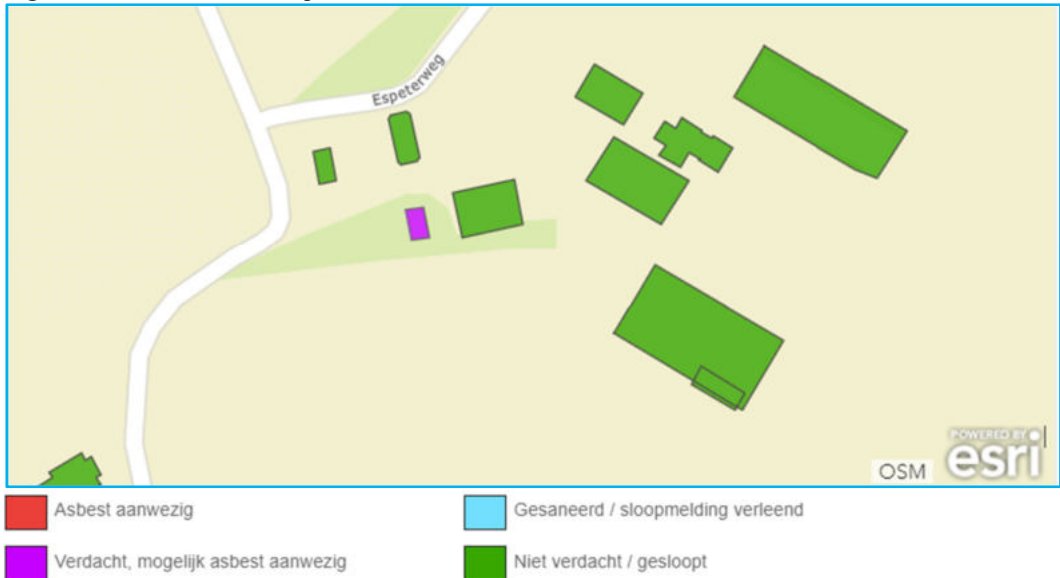 Espeterweg
POWERED BY
esri
OSM
Asbest aanwezig
Gesaneerd / sloopmelding verleend
Verdacht, mogelijk asbest aanwezig
Niet verdacht / gesloopt